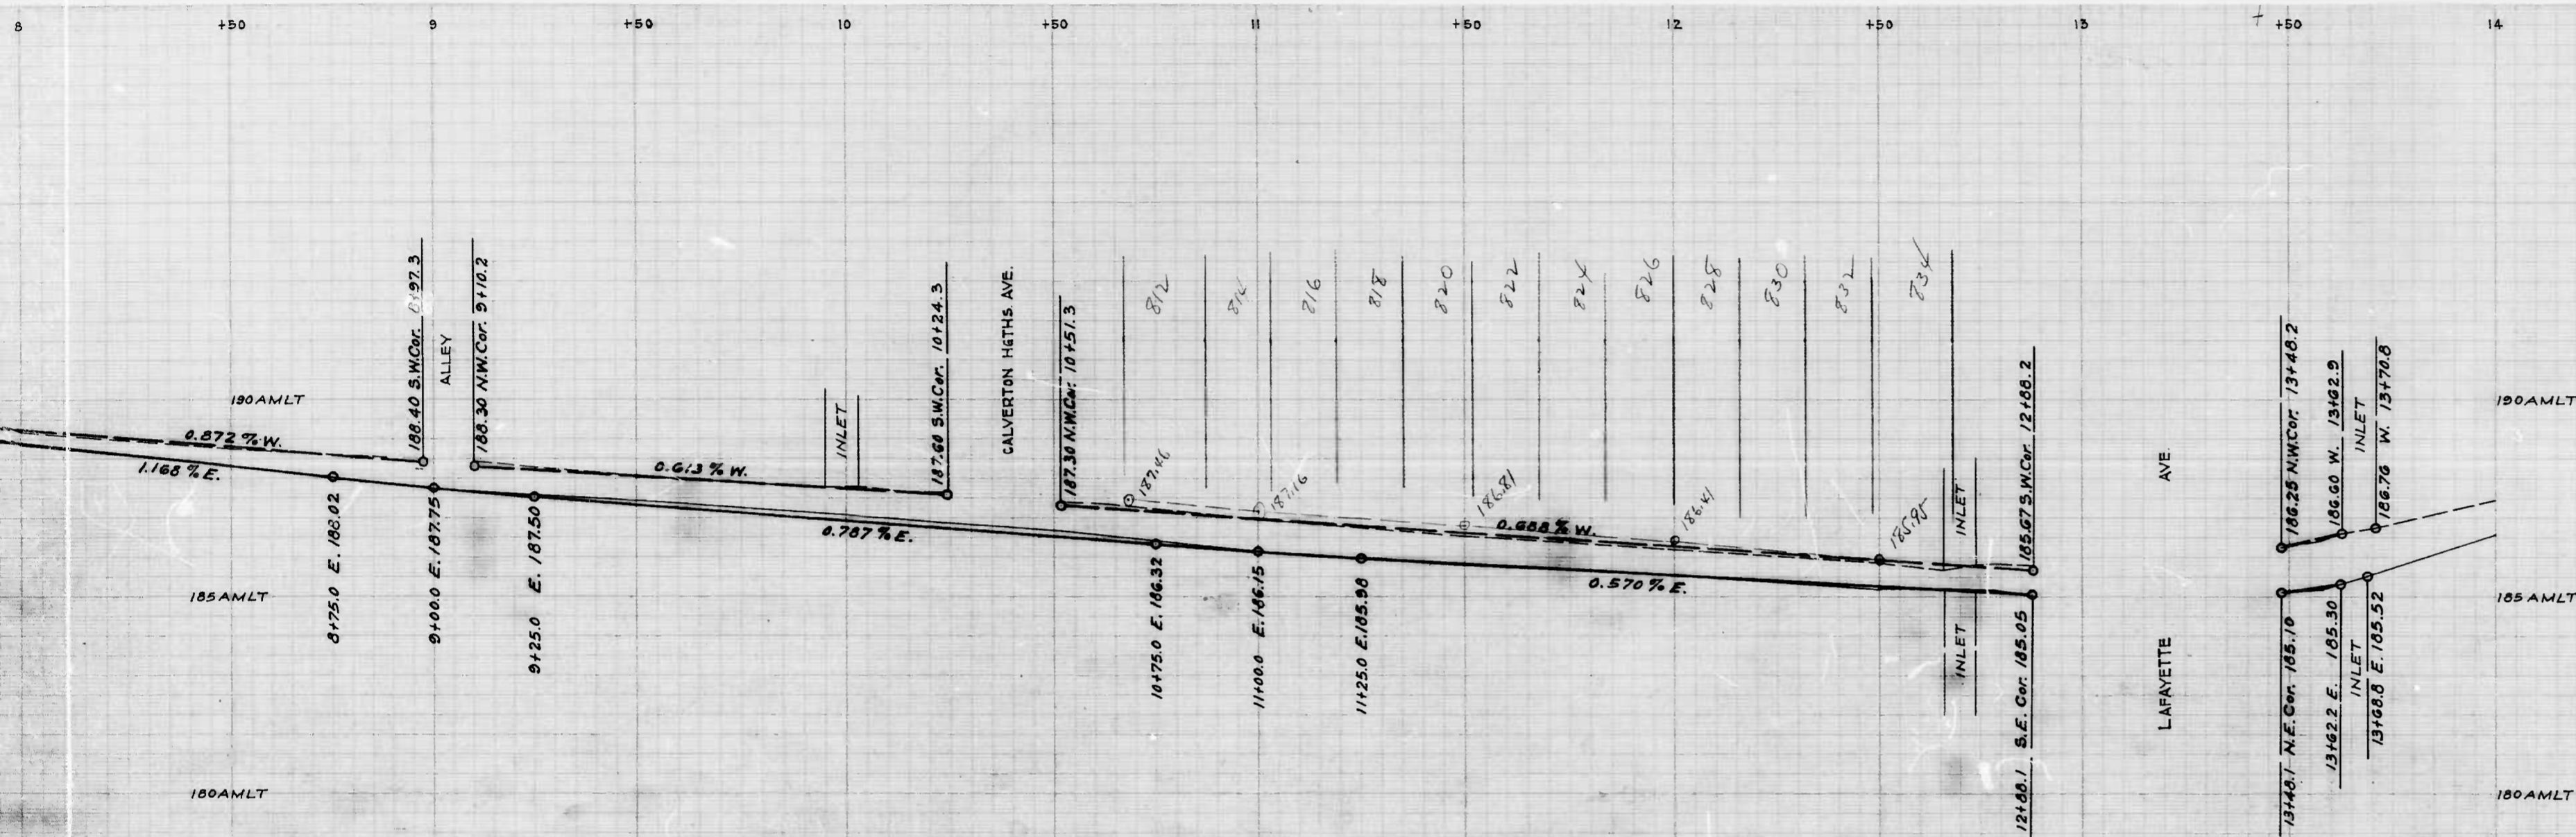 8 +50 9 +50 10 +50 11 +50 12 +50 13 +50 14
190 AMLT
0.872 % W.
1.168 % E.
188.40 S.W.Cor. 8+97.3
ALLEY
188.30 N.W.Cor. 9+10.2
0.613 % W.
INLET
187.60 S.W.Cor. 10+24.3
CALVERTON HGTHS. AVE.
187.30 N.W.Cor. 10+51.3
812
814
816
818
820
822
824
826
828
830
832
834
187.46
187.16
186.81
186.41
185.95
0.688 % W.
INLET
185.67 S.W.Cor. 12+88.2
LAFAYETTE AVE.
186.25 N.W.Cor. 13+48.2
186.60 W. 13+62.9
INLET
186.76 W. 13+70.8
190 AMLT
185 AMLT
8+75.0 E. 188.02
9+00.0 E. 187.75
9+25.0 E. 187.50
0.787 % E.
10+75.0 E. 186.32
11+00.0 E. 186.15
11+25.0 E. 185.98
0.570 % E.
INLET
12+88.1 S.E. Cor. 185.05
13+48.1 N.E. Cor. 185.10
13+62.2 E. 185.30
INLET
13+68.8 E. 185.52
185 AMLT
180 AMLT
180 AMLT